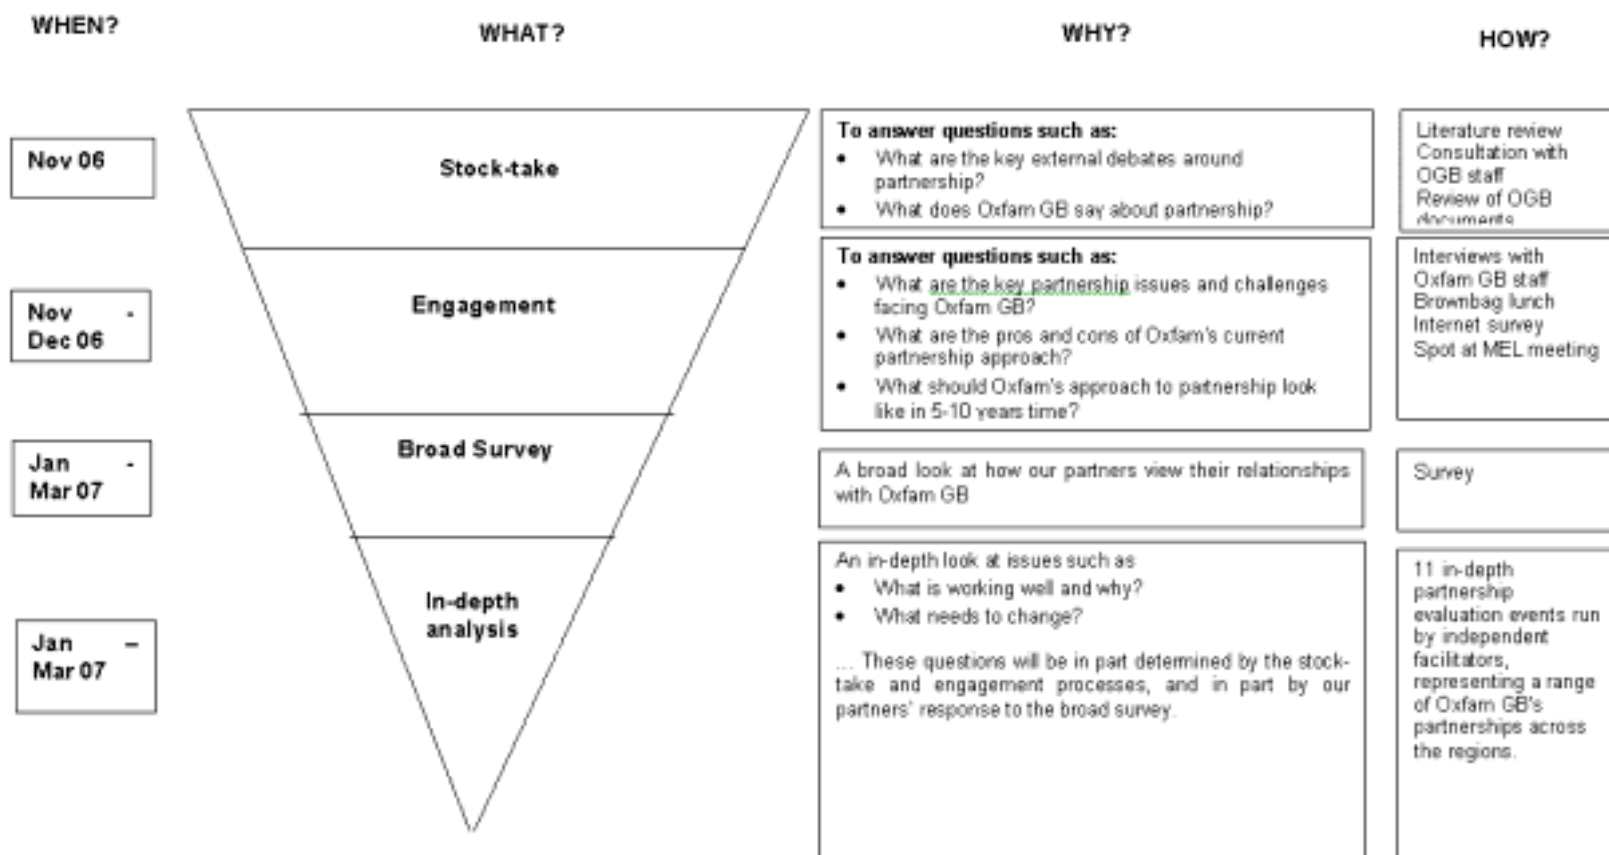 WHEN?
WHAT?
WHY?
HOW?
Nov 06
Stock-take
To answer questions such as:
• What are the key external debates around
partnership?
• What does Oxfam GB say about partnership?
Literature review
Consultation with
OGB staff
Review of OGB
documents
Nov -
Dec 06
Engagement
To answer questions such as:
• What are the key partnership issues and challenges
facing Oxfam GB?
• What are the pros and cons of Oxfam's current
partnership approach?
• What should Oxfam's approach to partnership look
like in 5-10 years time?
Interviews with
Oxfam GB staff
Brownbag lunch
Internet survey
Spot at MEL meeting
Jan -
Mar 07
Broad Survey
A broad look at how our partners view their relationships
with Oxfam GB
Survey
Jan –
Mar 07
In-depth
analysis
An in-depth look at issues such as
• What is working well and why?
• What needs to change?
... These questions will be in part determined by the stock-
take and engagement processes, and in part by our
partners' response to the broad survey.
11 in-depth
partnership
evaluation events run
by independent
facilitators,
representing a range
of Oxfam GB's
partnerships across
the regions.